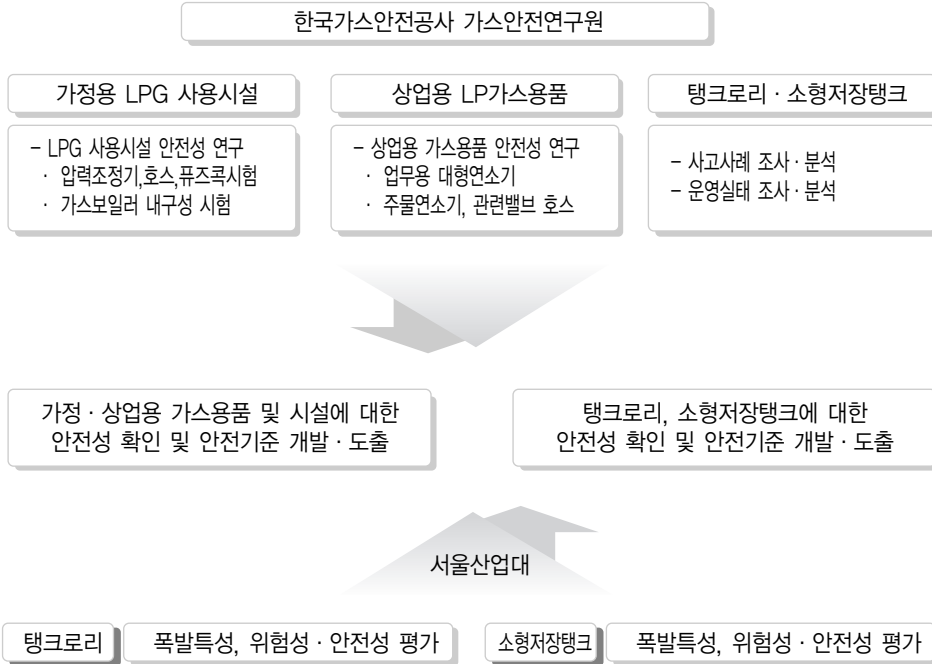 한국가스안전공사 가스안전연구원
가정용 LPG 사용시설
상업용 LP가스용품
탱크로리 · 소형저장탱크
– LPG 사용시설 안전성 연구
· 압력조정기,호스,퓨즈콕시험
· 가스보일러 내구성 시험
– 상업용 가스용품 안전성 연구
· 업무용 대형연소기
· 주물연소기, 관련밸브 호스
– 사고사례 조사 · 분석
– 운영실태 조사 · 분석
가정 · 상업용 가스용품 및 시설에 대한
안전성 확인 및 안전기준 개발 · 도출
탱크로리, 소형저장탱크에 대한
안전성 확인 및 안전기준 개발 · 도출
서울산업대
탱크로리
폭발특성, 위험성 · 안전성 평가
소형저장탱크
폭발특성, 위험성 · 안전성 평가